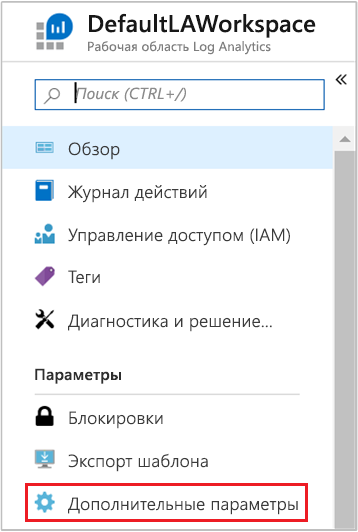 DefaultLAWorkspace
Рабочая область Log Analytics
Поиск (CTRL+/)
Обзор
Журнал действий
Управление доступом (IAM)
Теги
Диагностика и решение...
Параметры
Блокировки
Экспорт шаблона
Дополнительные параметры